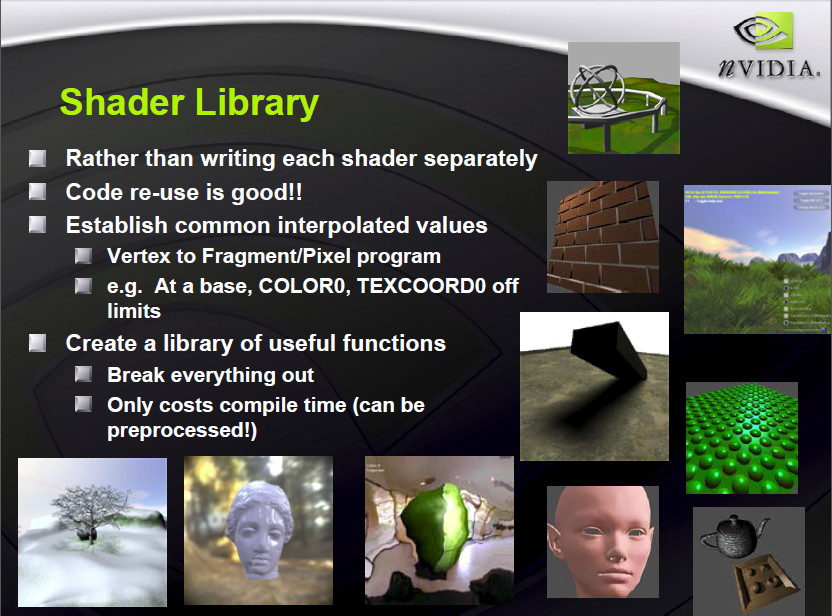 nVIDIA.
Shader Library
Rather than writing each shader separately
Code re-use is good!!
Establish common interpolated values
Vertex to Fragment/Pixel program
e.g. At a base, COLOR0, TEXCOORD0 off
limits
Create a library of useful functions
Break everything out
Only costs compile time (can be
preprocessed!)